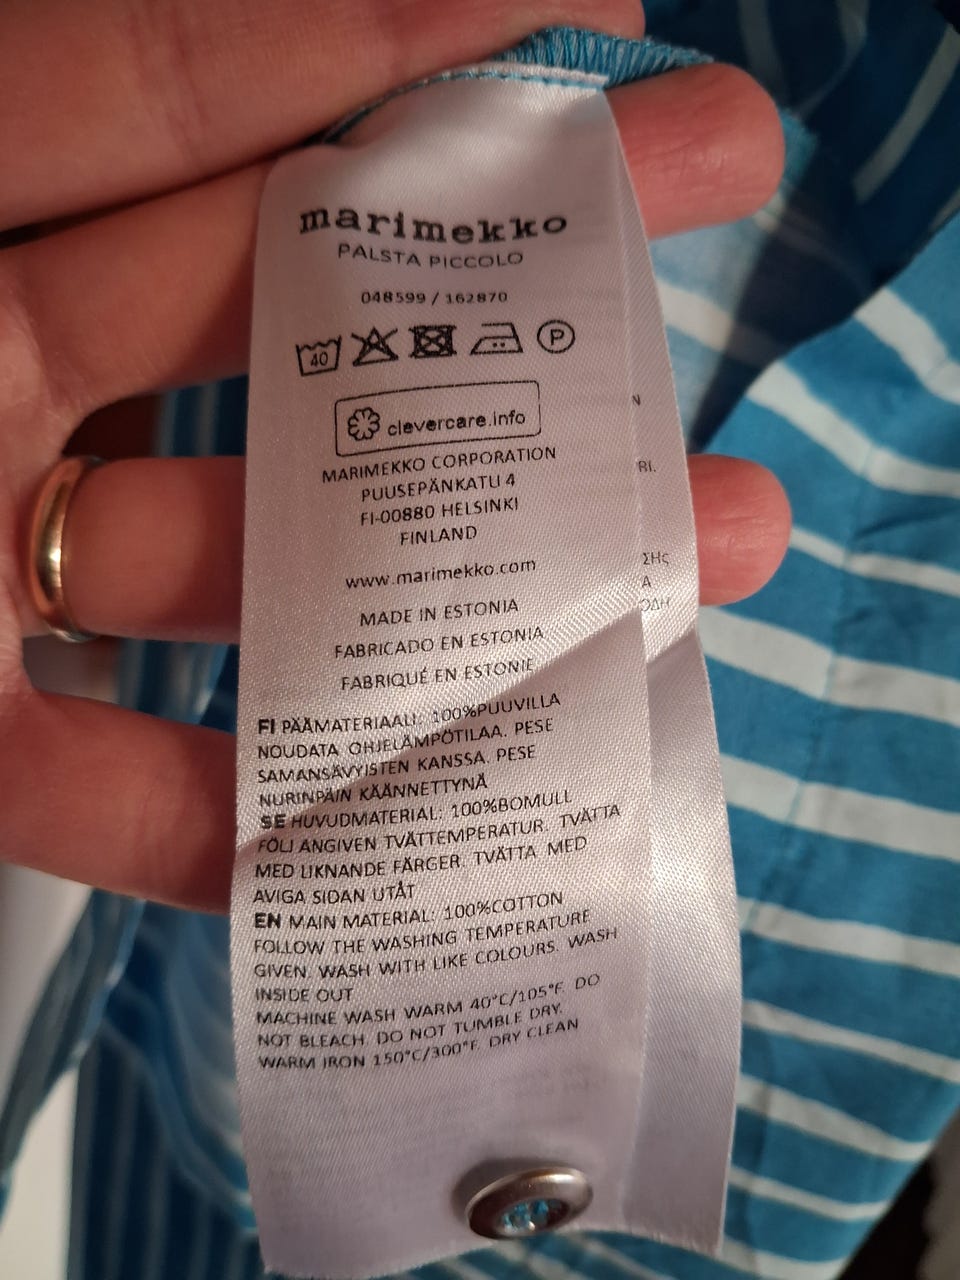 marimekko
PALSTA PICCOLO
048599 / 162870
40
P
clevercare.info
MARIMEKKO CORPORATION
PUUSEPÄNKATU 4
FI-00880 HELSINKI
FINLAND
www.marimekko.com
MADE IN ESTONIA
FABRICADO EN ESTONIA
FABRIQUÉ EN ESTONIE
FI PÄÄMATERIAALI: 100%PUUVILLA
NOUDATA OHJELÄMPÖTILAA. PESE
SAMANSÄVYISTEN KANSSA. PESE
NURINPÄIN KÄÄNNETTYNÄ
SE HUVUDMATERIAL: 100%BOMULL
FÖLJ ANGIVEN TVÄTTEMPERATUR. TVÄTTA
MED LIKNANDE FÄRGER. TVÄTTA MED
AVIGA SIDAN UTÅT
EN MAIN MATERIAL: 100%COTTON
FOLLOW THE WASHING TEMPERATURE
GIVEN. WASH WITH LIKE COLOURS. WASH
INSIDE OUT
MACHINE WASH WARM 40°C/105°F. DO
NOT BLEACH. DO NOT TUMBLE DRY.
WARM IRON 150°C/300°F. DRY CLEAN